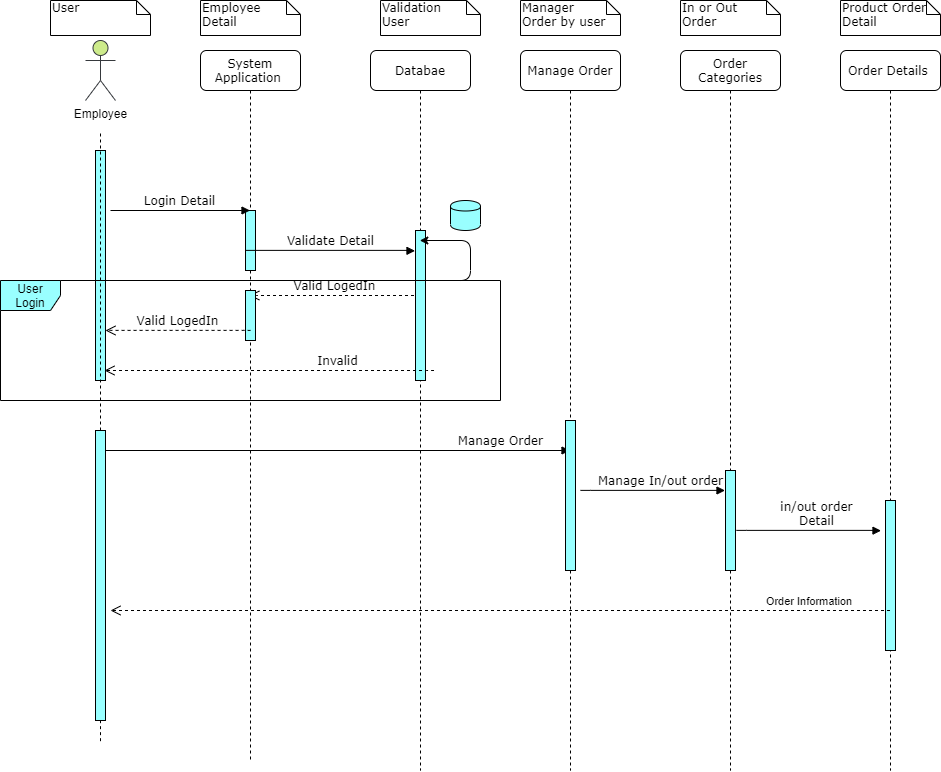 User
Employee
Detail
Validation
User
Manager
Order by user
In or Out
Order
Product Order
Detail
System
Application
Databae
Manage Order
Order
Categories
Order Details
Employee
Login Detail
Validate Detail
User
Login
Valid LogedIn
Valid LogedIn
Invalid
Manage Order
Manage In/out order
in/out order
Detail
Order Information